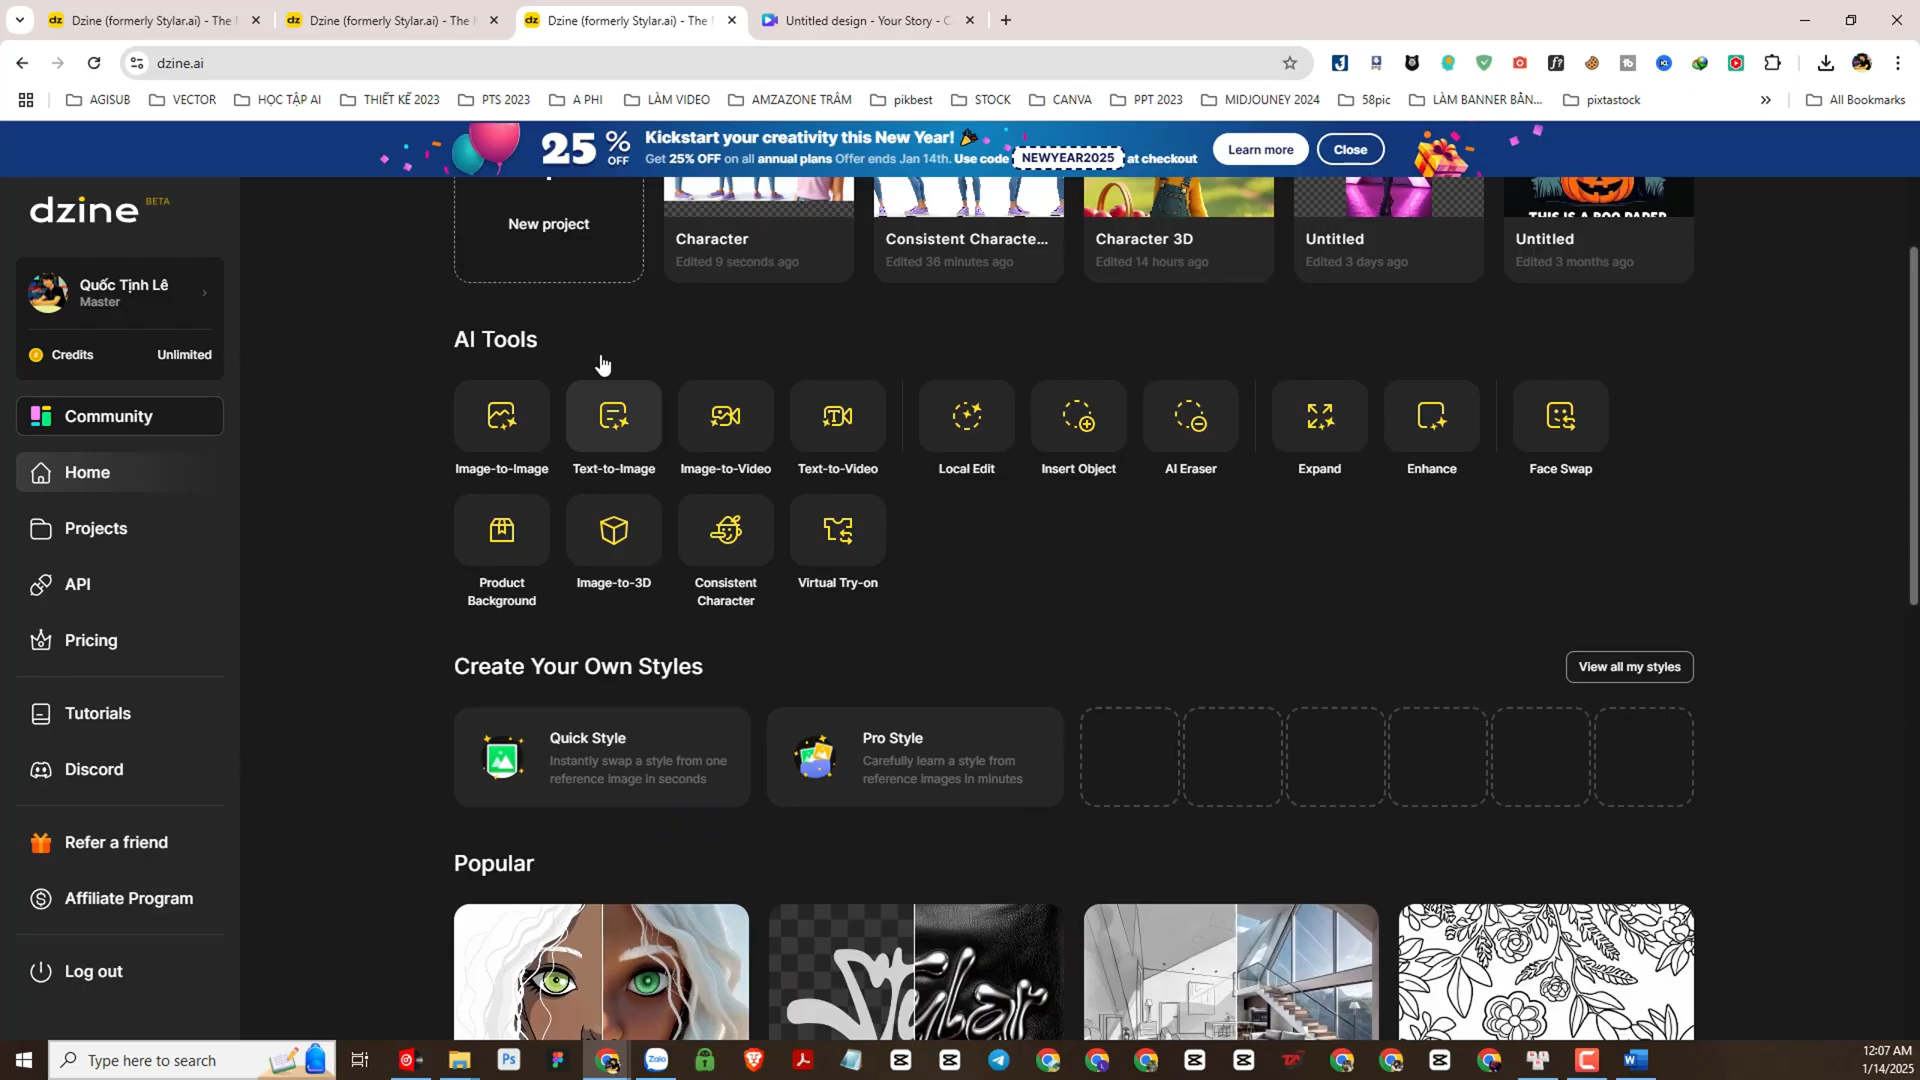 Dzine (formerly Stylar.ai) - The
Dzine (formerly Stylar.ai) - The
Dzine (formerly Stylar.ai) - The
Untitled design - Your Story - C
dzine.ai
AGISUB
VECTOR
HỌC TẬP AI
THIẾT KẾ 2023
PTS 2023
A PHI
LÀM VIDEO
AMZAZONE TRÂM
pikbest
STOCK
CANVA
PPT 2023
MIDJOUNEY 2024
58pic
LÀM BANNER BẰN...
pixtastock
All Bookmarks
25 % OFF
Kickstart your creativity this New Year!
Get 25% OFF on all annual plans Offer ends Jan 14th. Use code NEWYEAR2025 at checkout
Learn more
Close
dzine BETA
Quốc Tịnh Lê
Master
Credits
Unlimited
Community
Home
Projects
API
Pricing
Tutorials
Discord
Refer a friend
Affiliate Program
Log out
New project
Character
Edited 9 seconds ago
Consistent Characte...
Edited 36 minutes ago
Character 3D
Edited 14 hours ago
Untitled
Edited 3 days ago
THIS IS A BOO PAPER
Untitled
Edited 3 months ago
AI Tools
Image-to-Image
Text-to-Image
Image-to-Video
Text-to-Video
Local Edit
Insert Object
AI Eraser
Expand
Enhance
Face Swap
Product
Background
Image-to-3D
Consistent
Character
Virtual Try-on
Create Your Own Styles
View all my styles
Quick Style
Instantly swap a style from one
reference image in seconds
Pro Style
Carefully learn a style from
reference images in minutes
Popular
Stylar
Type here to search
Ps
Zalo
12:07 AM
1/14/2025